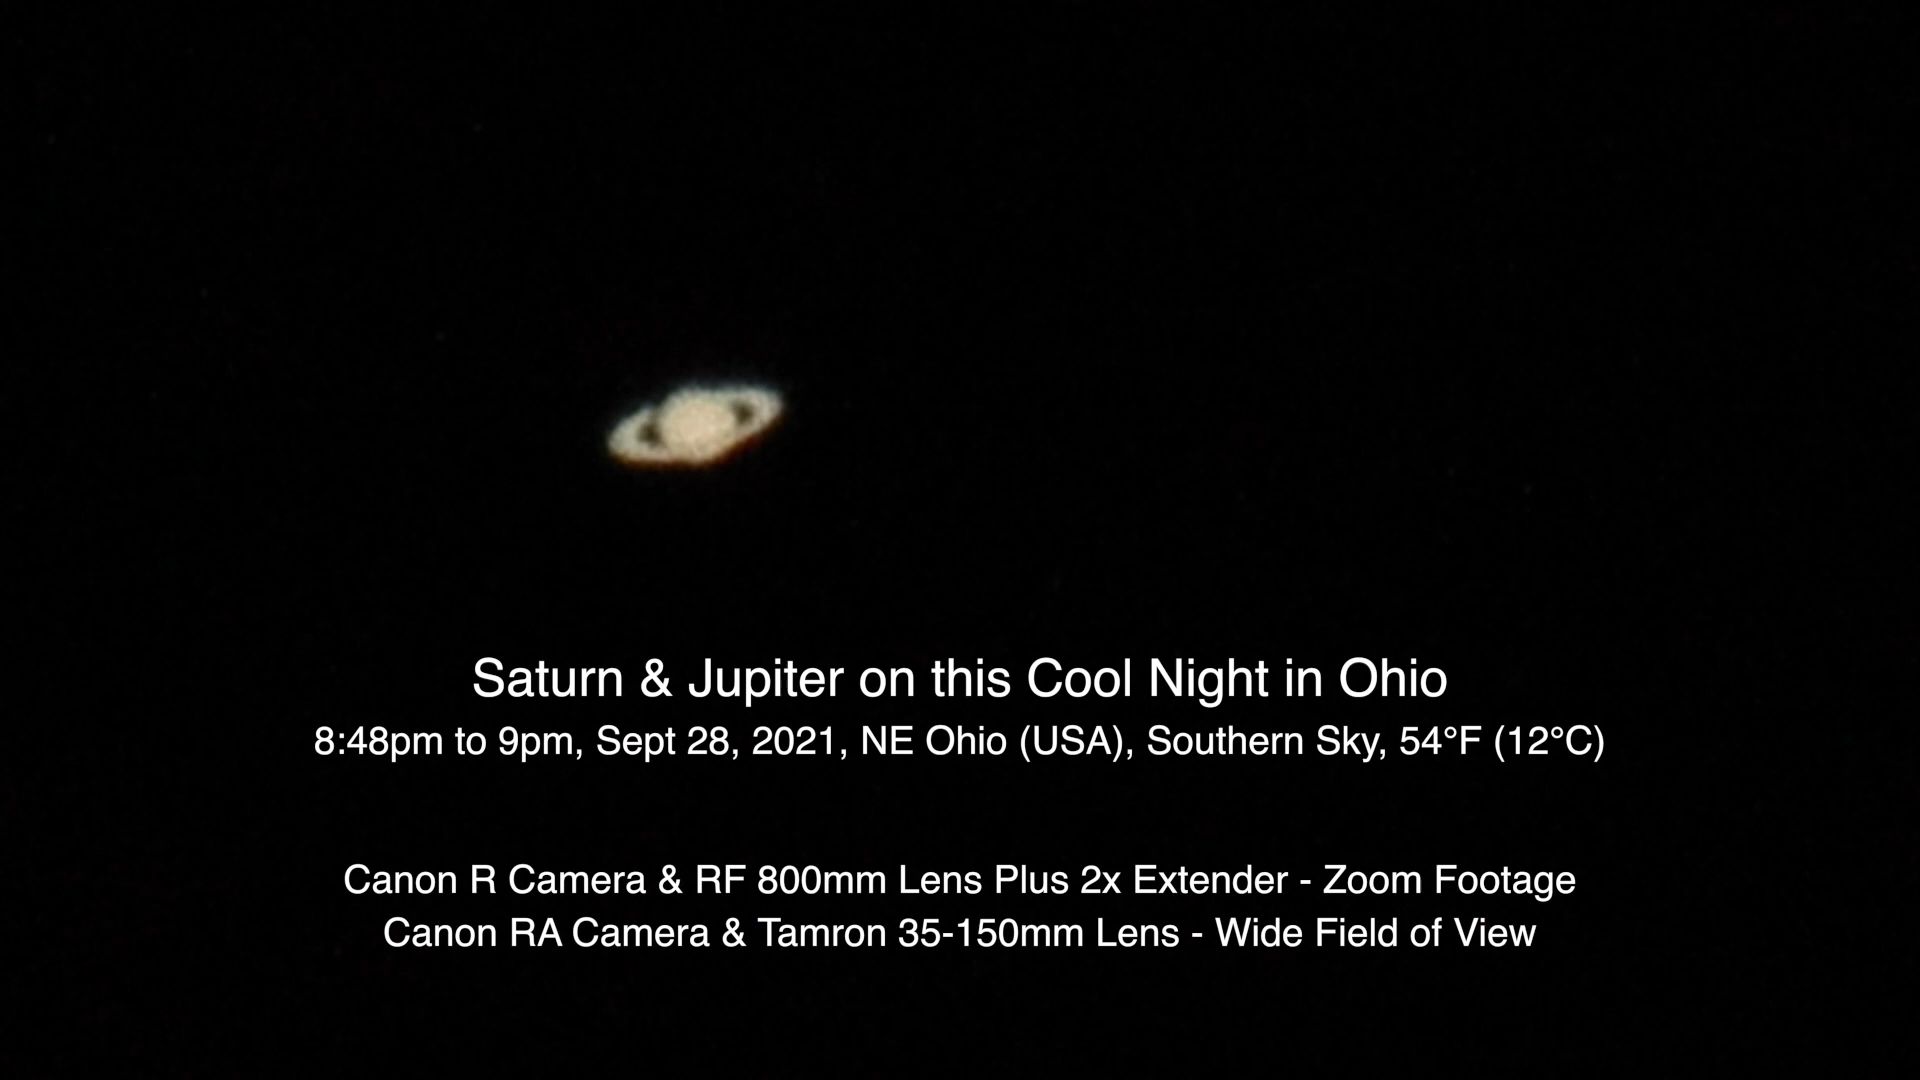 Saturn & Jupiter on this Cool Night in Ohio
8:48pm to 9pm, Sept 28, 2021, NE Ohio (USA), Southern Sky, 54°F (12°C)
Canon R Camera & RF 800mm Lens Plus 2x Extender - Zoom Footage
Canon RA Camera & Tamron 35-150mm Lens - Wide Field of View